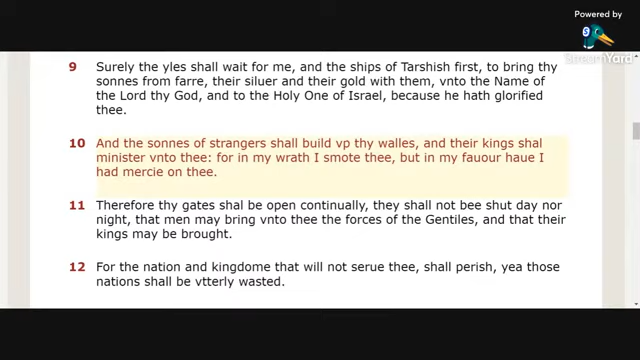 Powered by
StreamYard
9 Surely the yles shall wait for me, and the ships of Tarshish first, to bring thy
sonnes from farre, their siluer and their gold with them, vnto the Name of
the Lord thy God, and to the Holy One of Israel, because he hath glorified
thee.
10 And the sonnes of strangers shall build vp thy walles, and their kings shal
minister vnto thee: for in my wrath I smote thee, but in my fauour haue I
had mercie on thee.
11 Therefore thy gates shal be open continually, they shall not bee shut day nor
night, that men may bring vnto thee the forces of the Gentiles, and that their
kings may be brought.
12 For the nation and kingdome that will not serue thee, shall perish, yea those
nations shall be vtterly wasted.